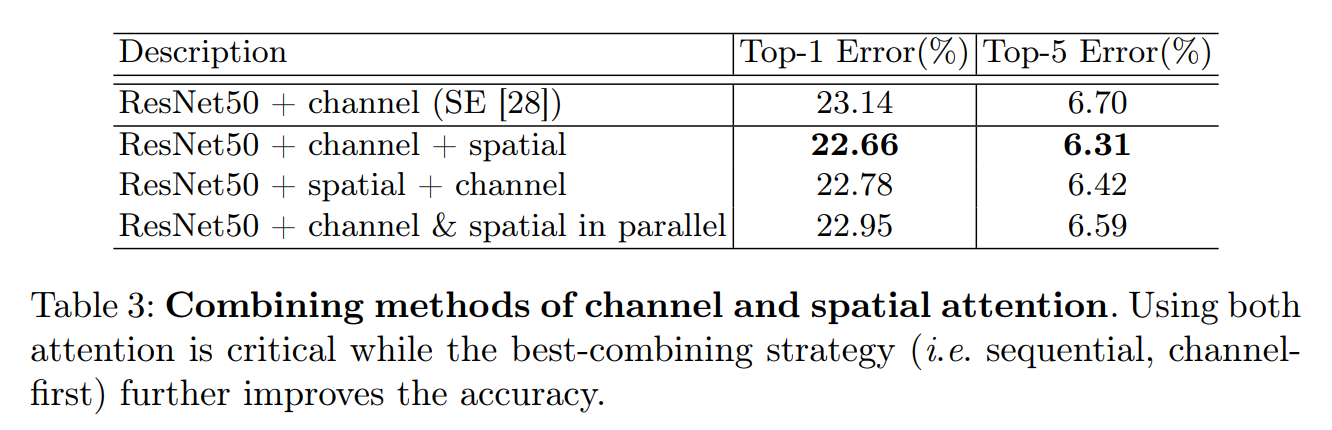 Description Top-1 Error(%) Top-5 Error(%)
ResNet50 + channel (SE [28]) 23.14 6.70
ResNet50 + channel + spatial 22.66 6.31
ResNet50 + spatial + channel 22.78 6.42
ResNet50 + channel & spatial in parallel 22.95 6.59
Table 3: Combining methods of channel and spatial attention. Using both
attention is critical while the best-combining strategy (i.e. sequential, channel-
first) further improves the accuracy.